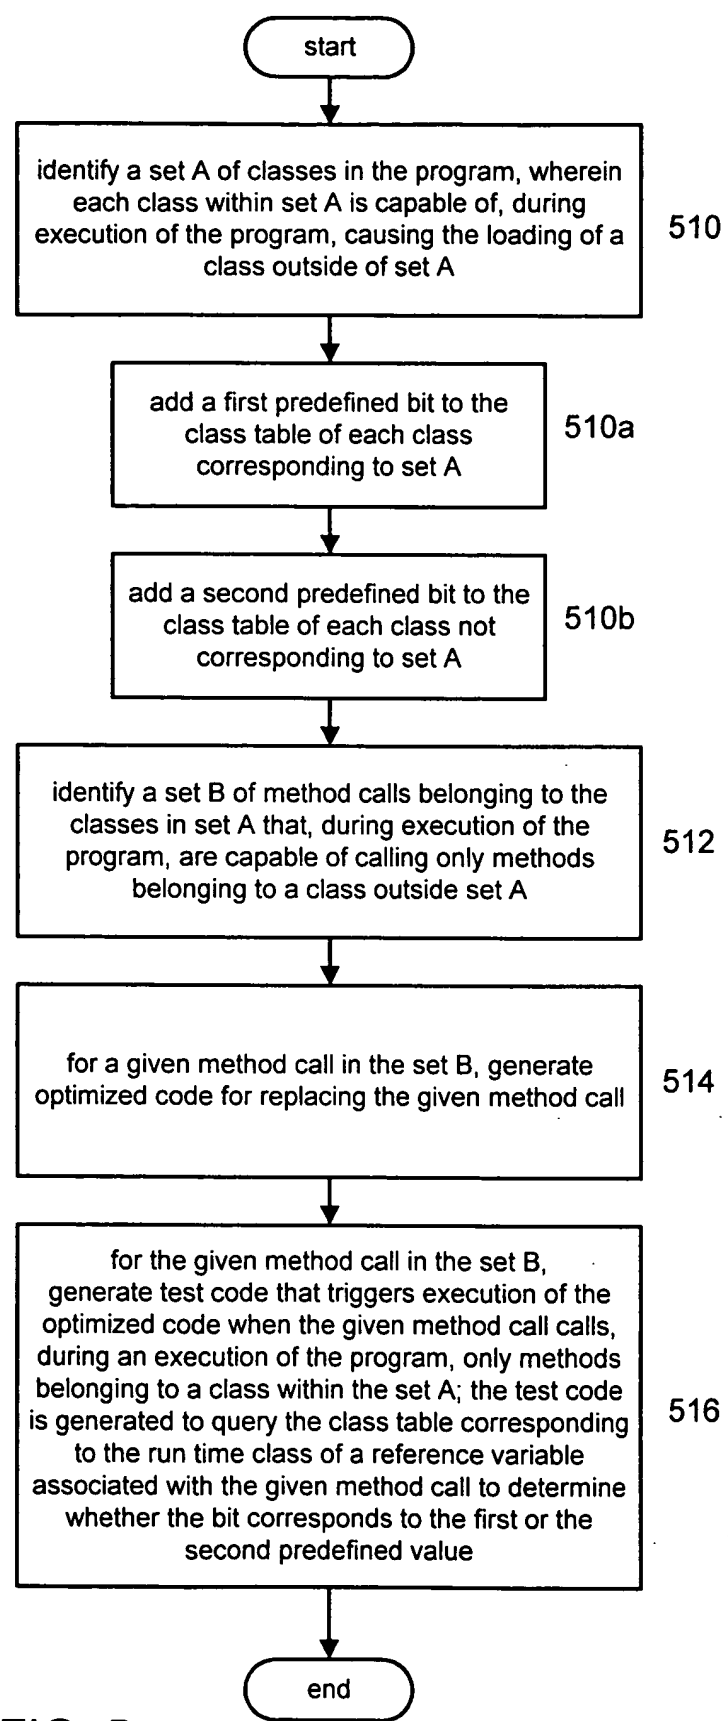 start
identify a set A of classes in the program, wherein
each class within set A is capable of, during
execution of the program, causing the loading of a
class outside of set A
510
add a first predefined bit to the
class table of each class
corresponding to set A
510a
add a second predefined bit to the
class table of each class not
corresponding to set A
510b
identify a set B of method calls belonging to the
classes in set A that, during execution of the
program, are capable of calling only methods
belonging to a class outside set A
512
for a given method call in the set B, generate
optimized code for replacing the given method call
514
for the given method call in the set B,
generate test code that triggers execution of the
optimized code when the given method call calls,
during an execution of the program, only methods
belonging to a class within the set A; the test code
is generated to query the class table corresponding
to the run time class of a reference variable
associated with the given method call to determine
whether the bit corresponds to the first or the
second predefined value
516
end